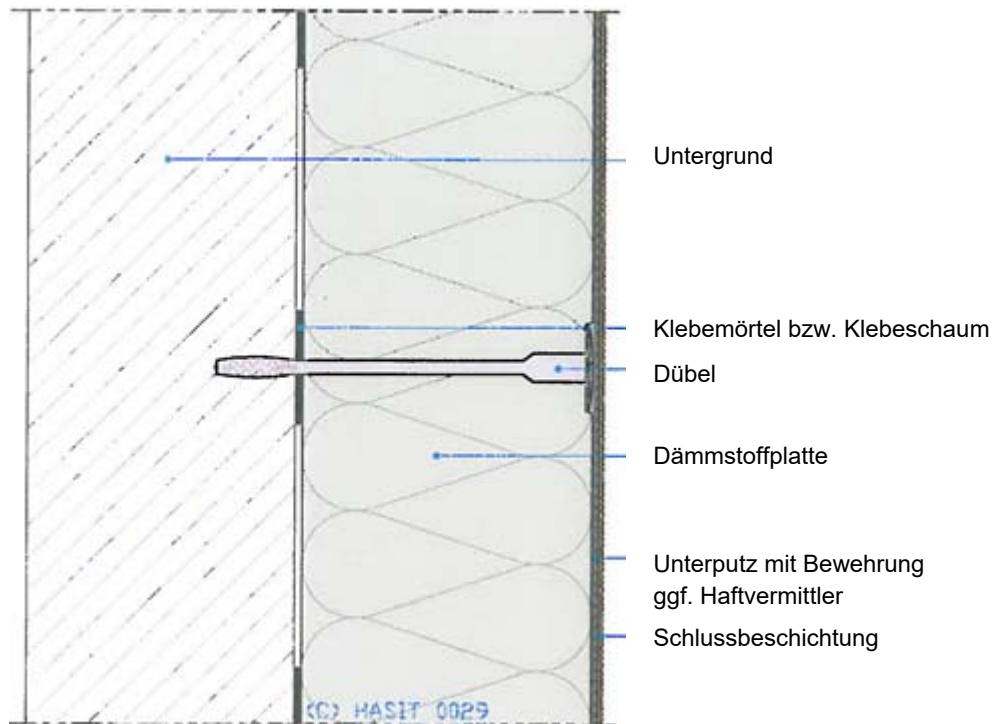 Untergrund
Klebemörtel bzw. Klebeschaum
Dübel
Dämmstoffplatte
Unterputz mit Bewehrung
ggf. Haftvermittler
Schlussbeschichtung
(C) HASIT 0029